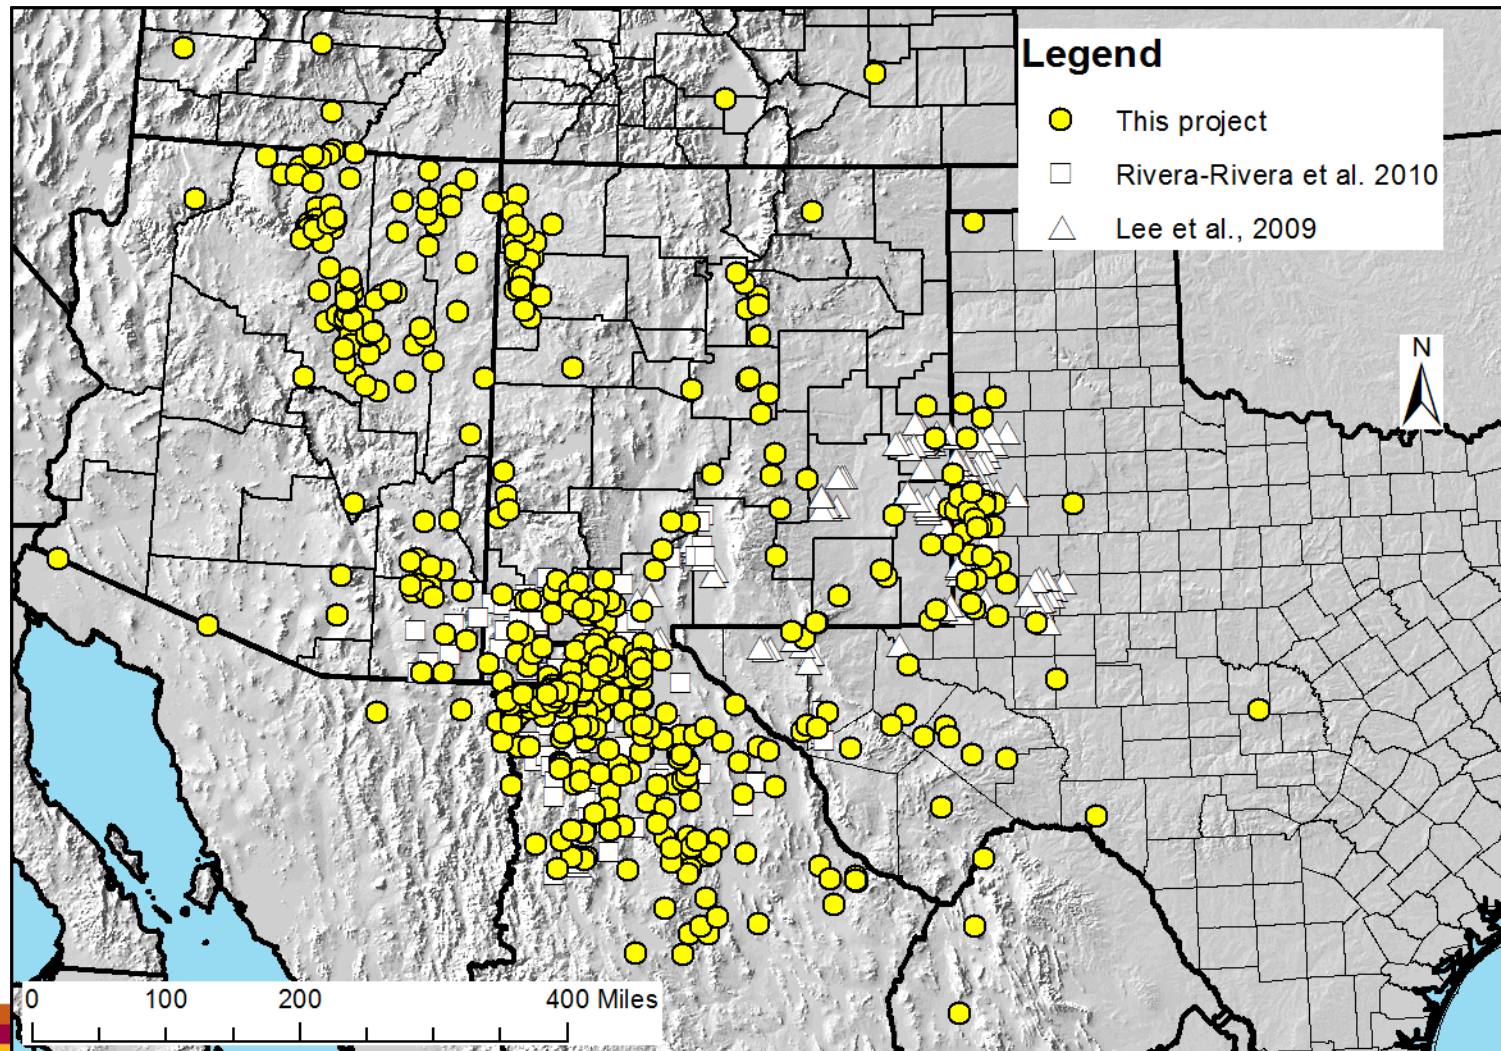 Legend
This project
Rivera-Rivera et al. 2010
Lee et al., 2009
N
0 100 200 400 Miles